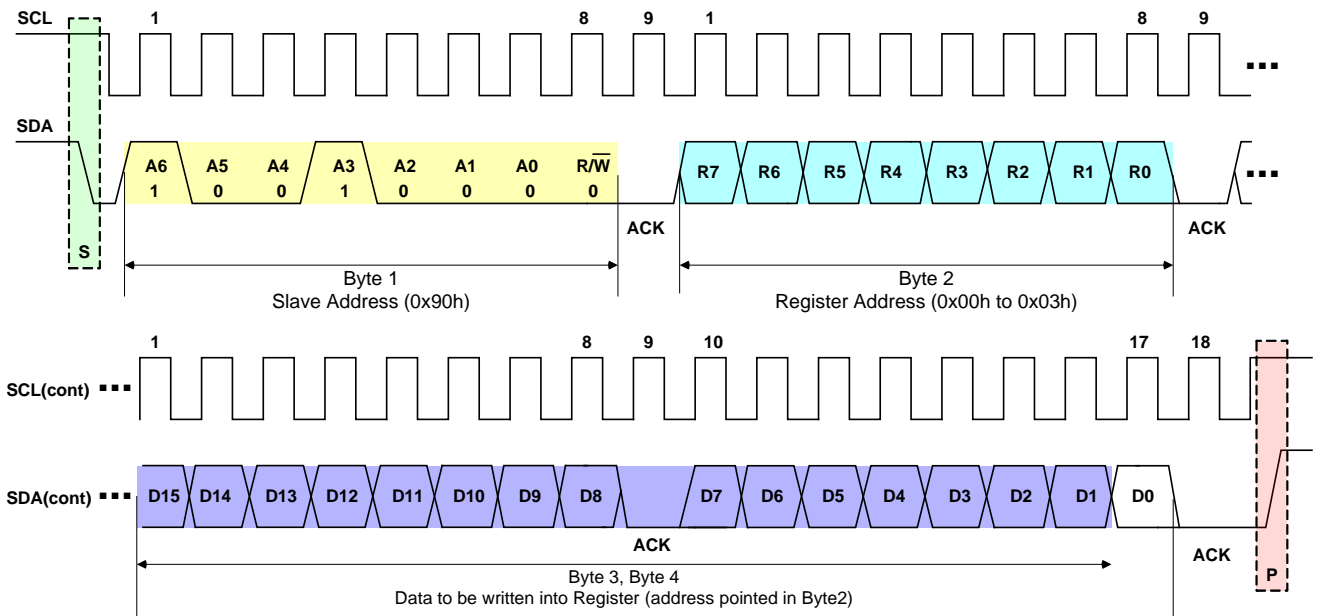 SCL 1 8 9 1 8 9
SDA
A6 A5 A4 A3 A2 A1 A0 R/W̅ R7 R6 R5 R4 R3 R2 R1 R0
1 0 0 1 0 0 0 0
ACK ACK
S
Byte 1 Byte 2
Slave Address (0x90h) Register Address (0x00h to 0x03h)
1 8 9 10 17 18
SCL(cont)
SDA(cont) D15 D14 D13 D12 D11 D10 D9 D8 D7 D6 D5 D4 D3 D2 D1 D0
ACK ACK
Byte 3, Byte 4 P
Data to be written into Register (address pointed in Byte2)